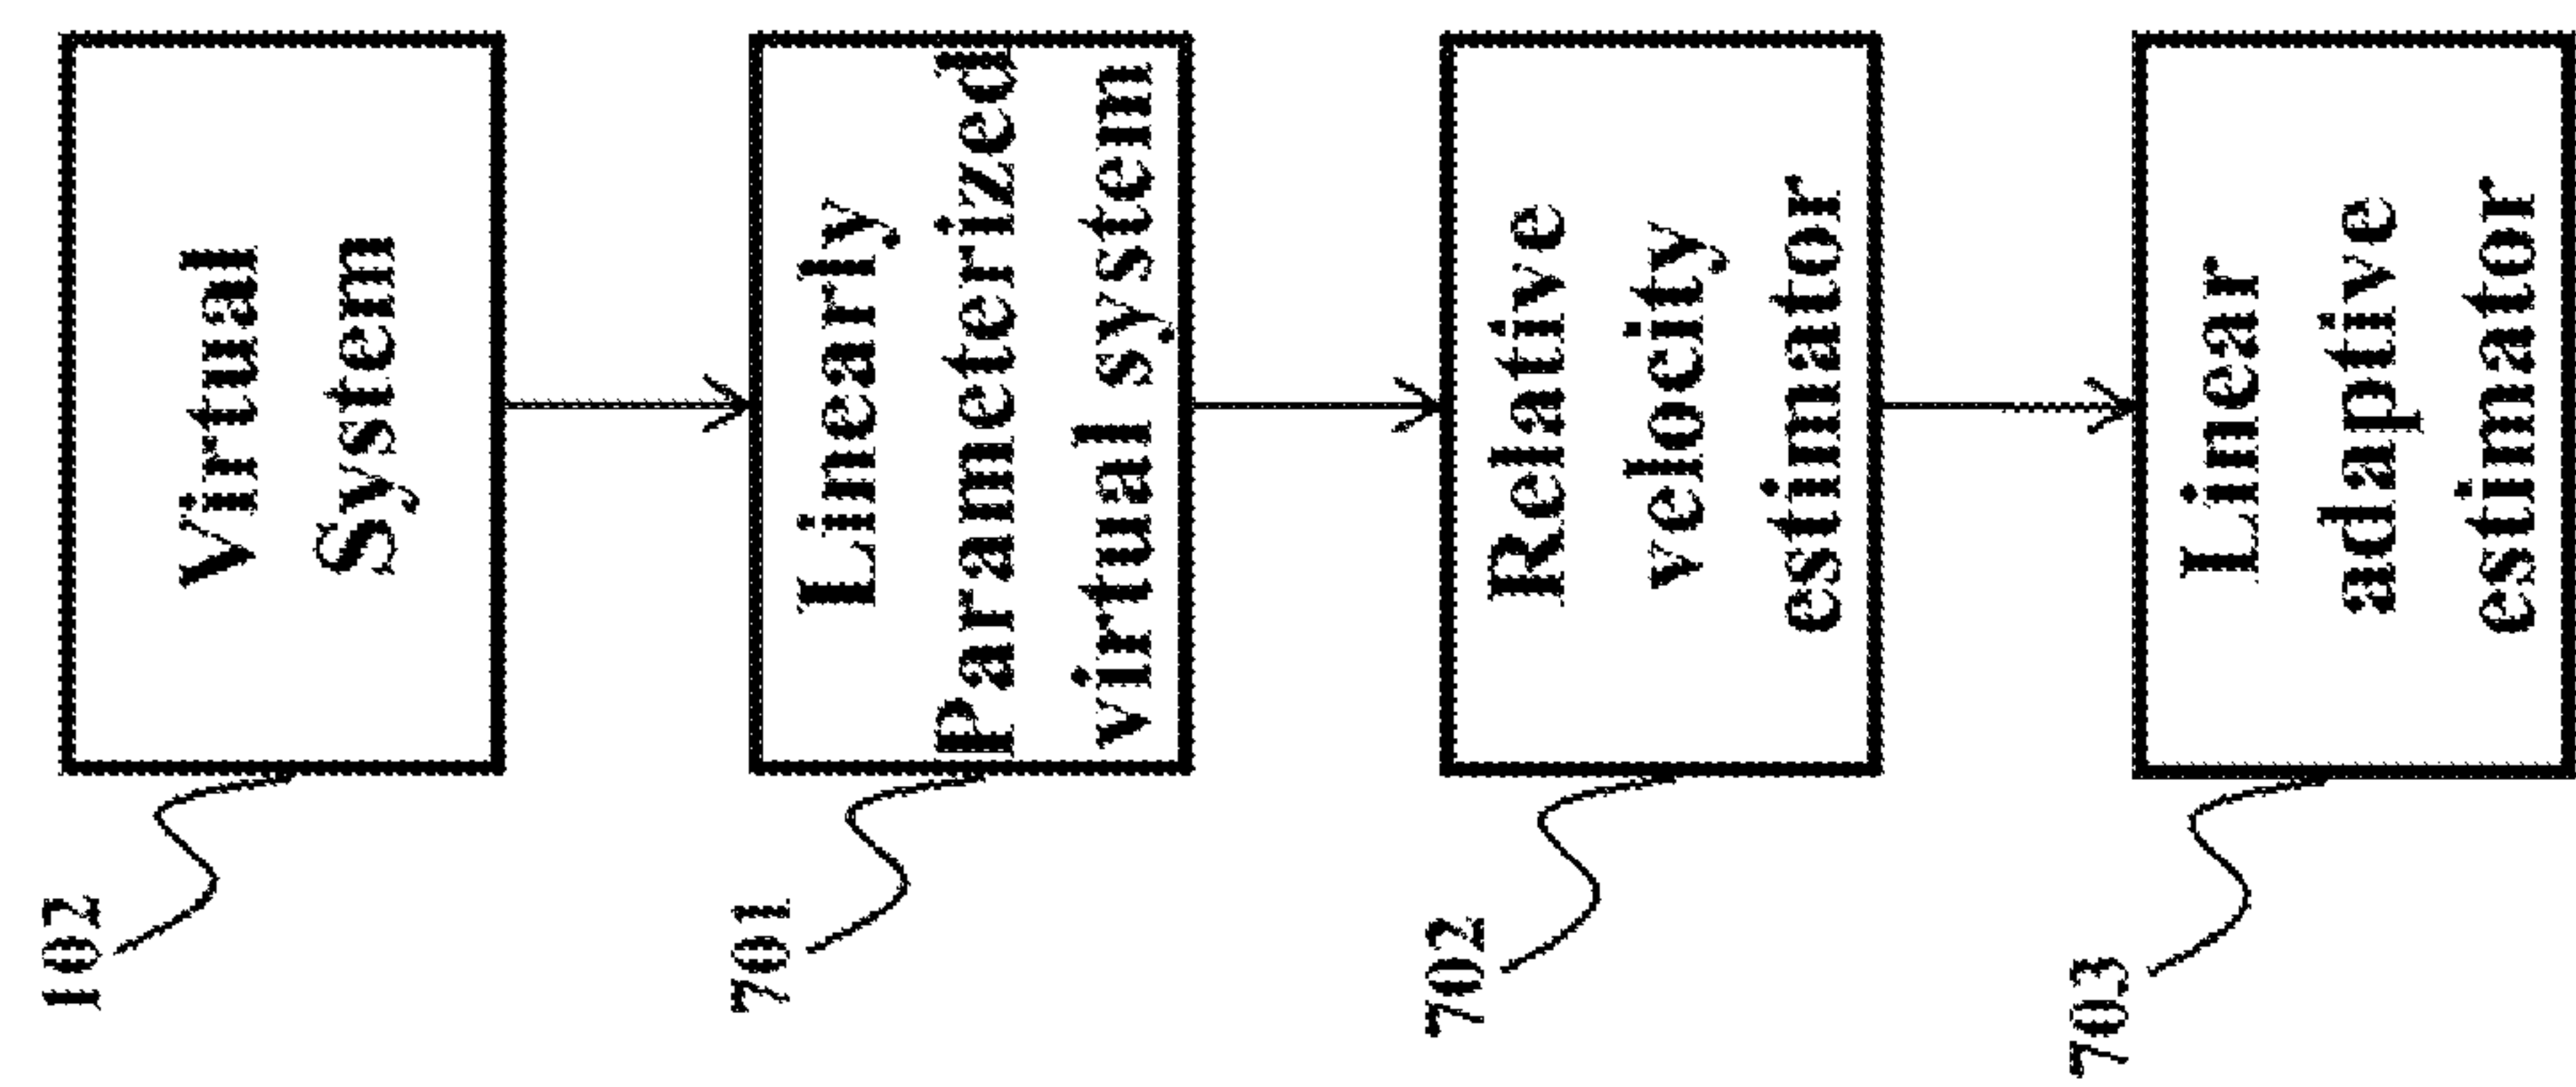 102
Virtual
System
701
Linearly
Parameterized
virtual system
702
Relative
velocity
estimator
703
Linear
adaptive
estimator